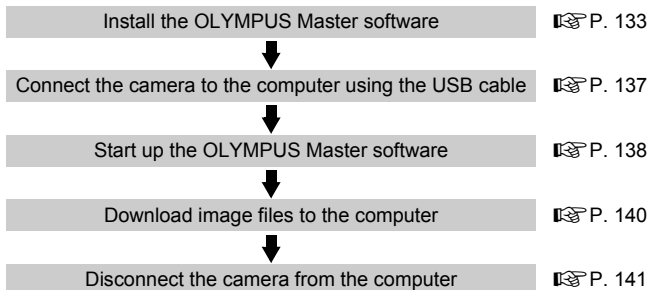 Install the OLYMPUS Master software P. 133
Connect the camera to the computer using the USB cable P. 137
Start up the OLYMPUS Master software P. 138
Download image files to the computer P. 140
Disconnect the camera from the computer P. 141